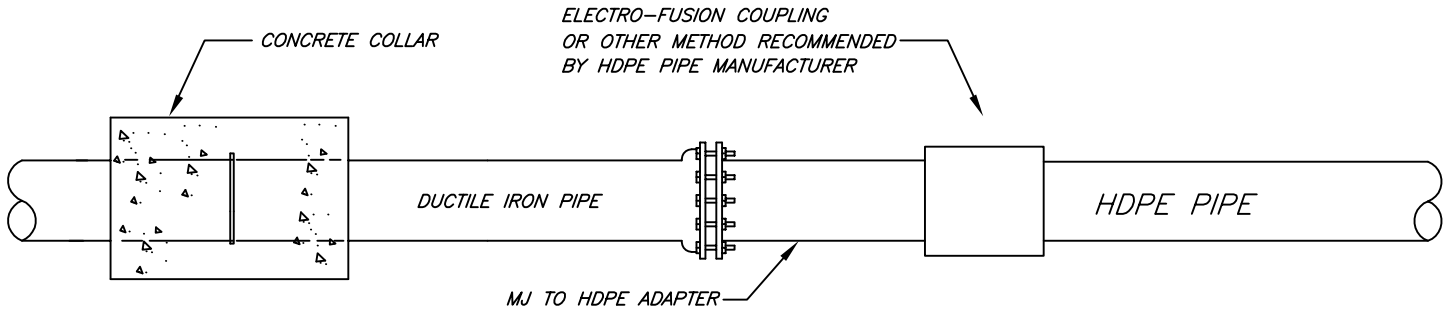 ELECTRO-FUSION COUPLING
OR OTHER METHOD RECOMMENDED
BY HDPE PIPE MANUFACTURER
CONCRETE COLLAR
DUCTILE IRON PIPE
HDPE PIPE
MJ TO HDPE ADAPTER